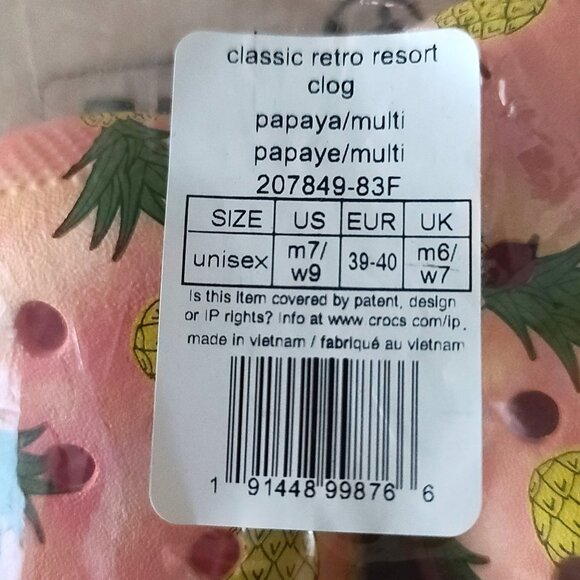 classic retro resort
clog
papaya/multi
papaye/multi
207849-83F
SIZE US EUR UK
unisex m7/ w9 39-40 m6/ w7
Is this item covered by patent, design
or IP rights? Info at www.crocs.com/ip.
made in vietnam / fabriqué au vietnam
1 91448 99876 6